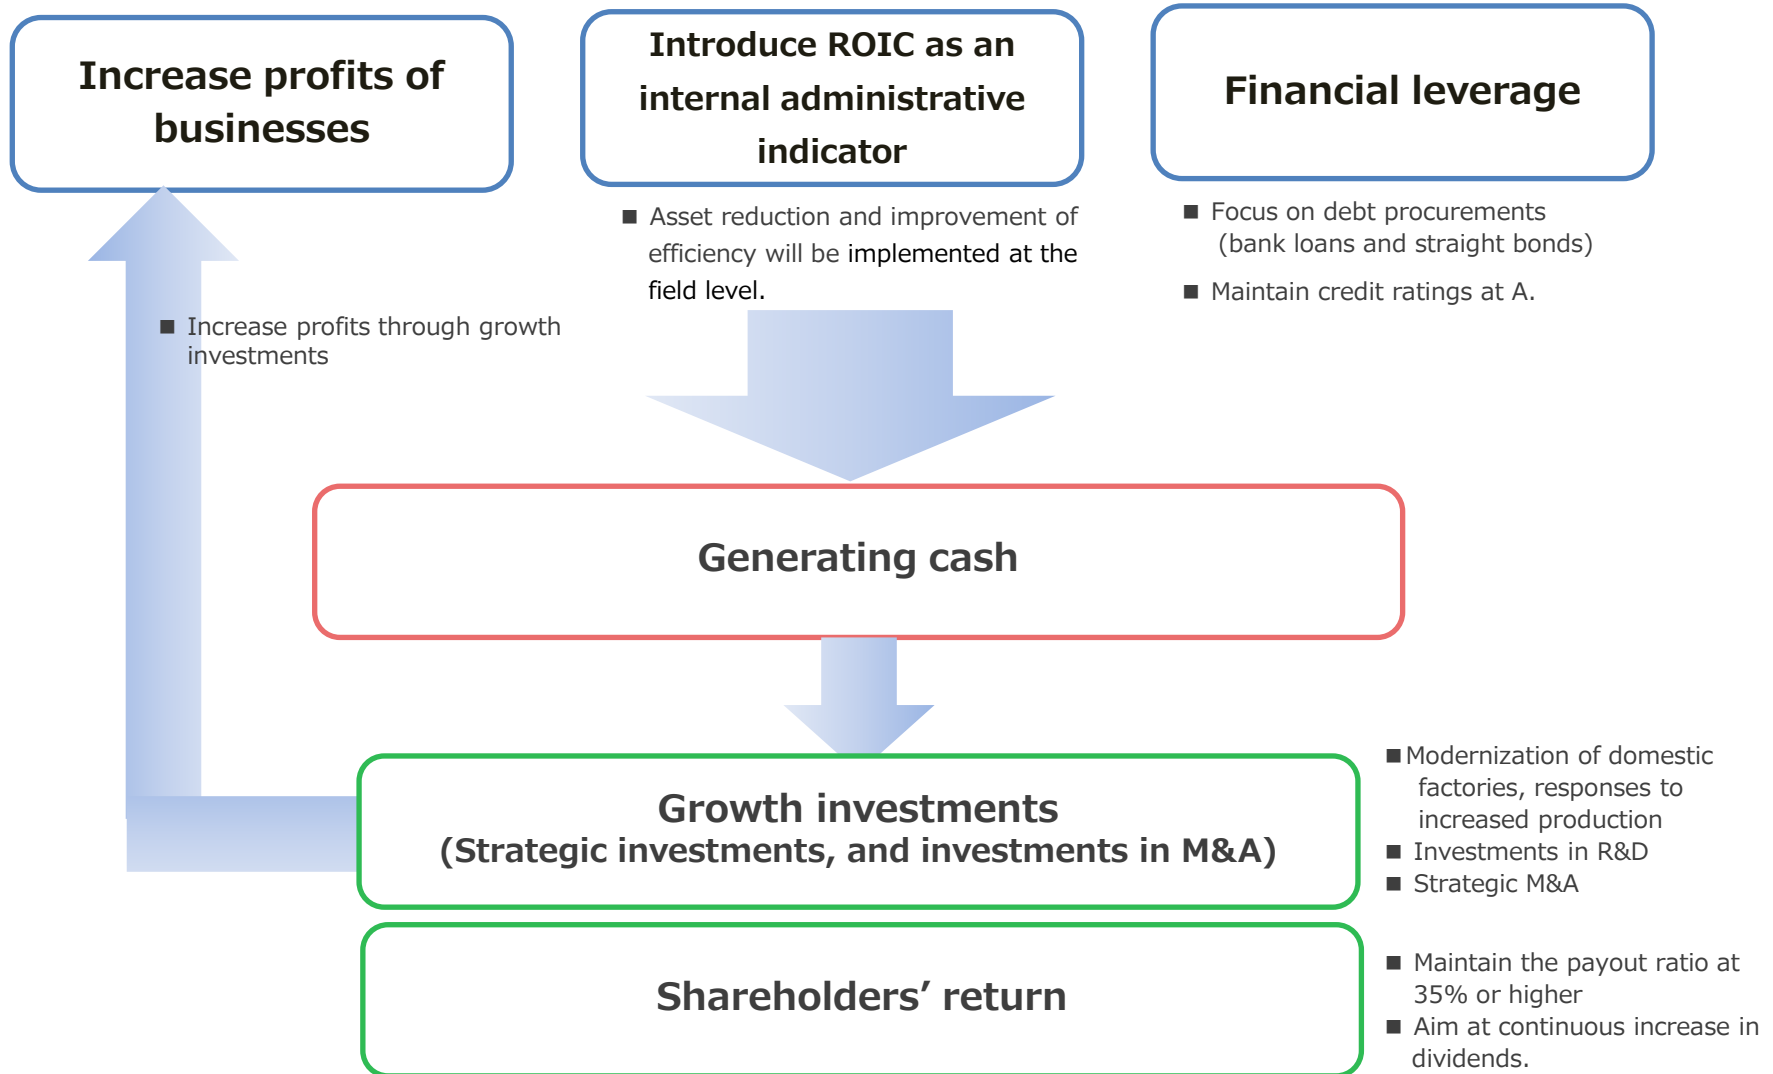 Increase profits of
businesses
Introduce ROIC as an
internal administrative
indicator
Financial leverage
■ Asset reduction and improvement of
efficiency will be implemented at the
field level.
■ Focus on debt procurements
(bank loans and straight bonds)
■ Maintain credit ratings at A.
■ Increase profits through growth
investments
Generating cash
Growth investments
(Strategic investments, and investments in M&A)
■ Modernization of domestic
factories, responses to
increased production
■ Investments in R&D
■ Strategic M&A
Shareholders’ return
■ Maintain the payout ratio at
35% or higher
■ Aim at continuous increase in
dividends.